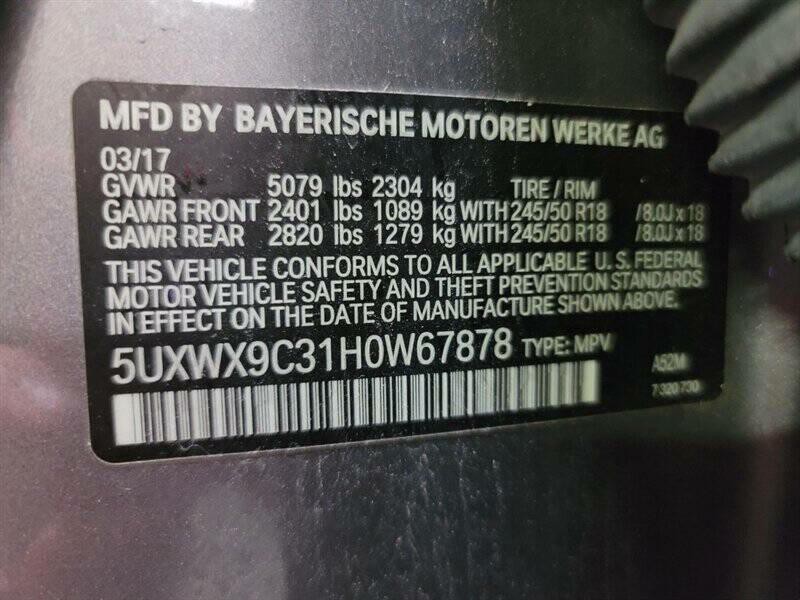 MFD BY BAYERISCHE MOTOREN WERKE AG
03/17
GVWR 5079 lbs 2304 kg TIRE / RIM
GAWR FRONT 2401 lbs 1089 kg WITH 245/50 R18 /8.0J x 18
GAWR REAR 2820 lbs 1279 kg WITH 245/50 R18 /8.0J x 18
THIS VEHICLE CONFORMS TO ALL APPLICABLE U. S. FEDERAL
MOTOR VEHICLE SAFETY AND THEFT PREVENTION STANDARDS
IN EFFECT ON THE DATE OF MANUFACTURE SHOWN ABOVE.
5UXWX9C31H0W67878 TYPE: MPV A52M
7 320 730